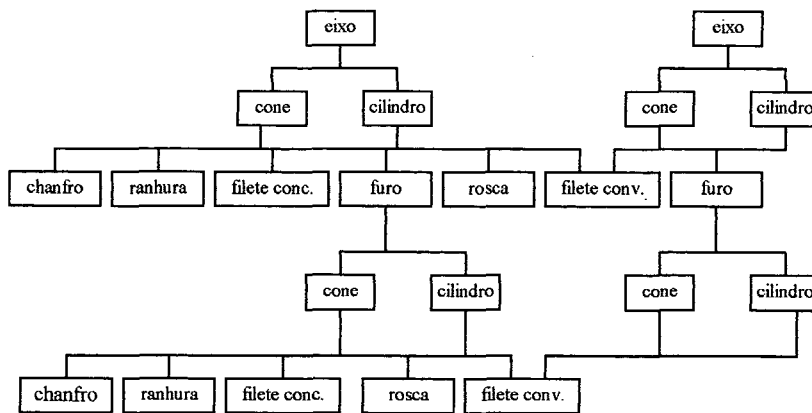 eixo eixo
cone cilindro cone cilindro
chanfro ranhura filete conc. furo rosca filete conv. furo
cone cilindro cone cilindro
chanfro ranhura filete conc. rosca filete conv.